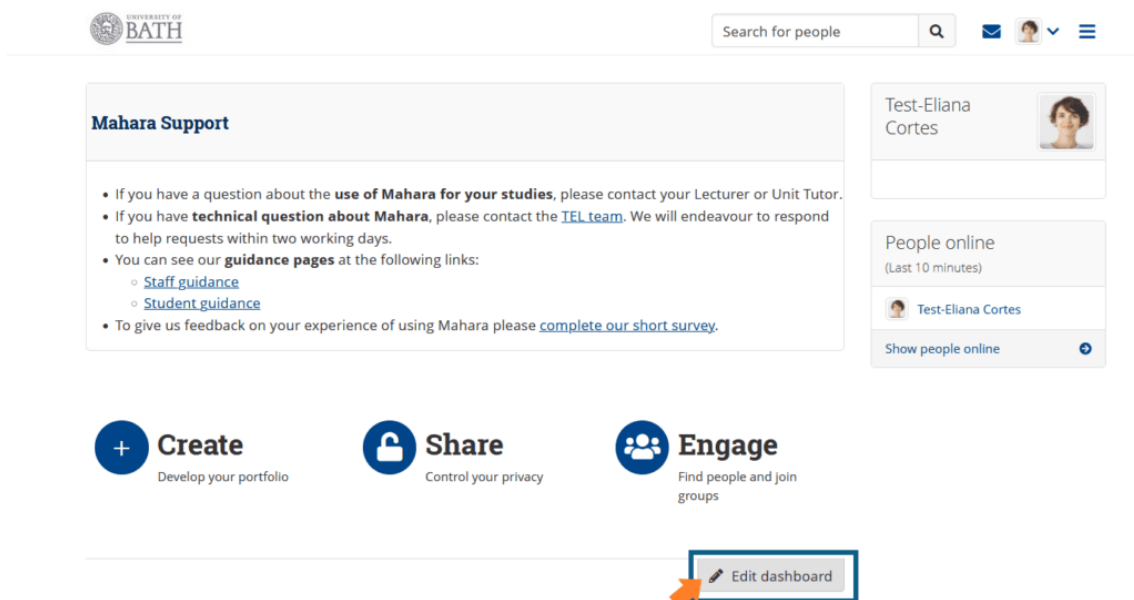 UNIVERSITY OF
BATH
Search for people
Mahara Support
• If you have a question about the use of Mahara for your studies, please contact your Lecturer or Unit Tutor.
• If you have technical question about Mahara, please contact the TEL team. We will endeavour to respond
to help requests within two working days.
• You can see our guidance pages at the following links:
◦ Staff guidance
◦ Student guidance
• To give us feedback on your experience of using Mahara please complete our short survey.
Test-Eliana
Cortes
People online
(Last 10 minutes)
Test-Eliana Cortes
Show people online
Create
Develop your portfolio
Share
Control your privacy
Engage
Find people and join
groups
Edit dashboard